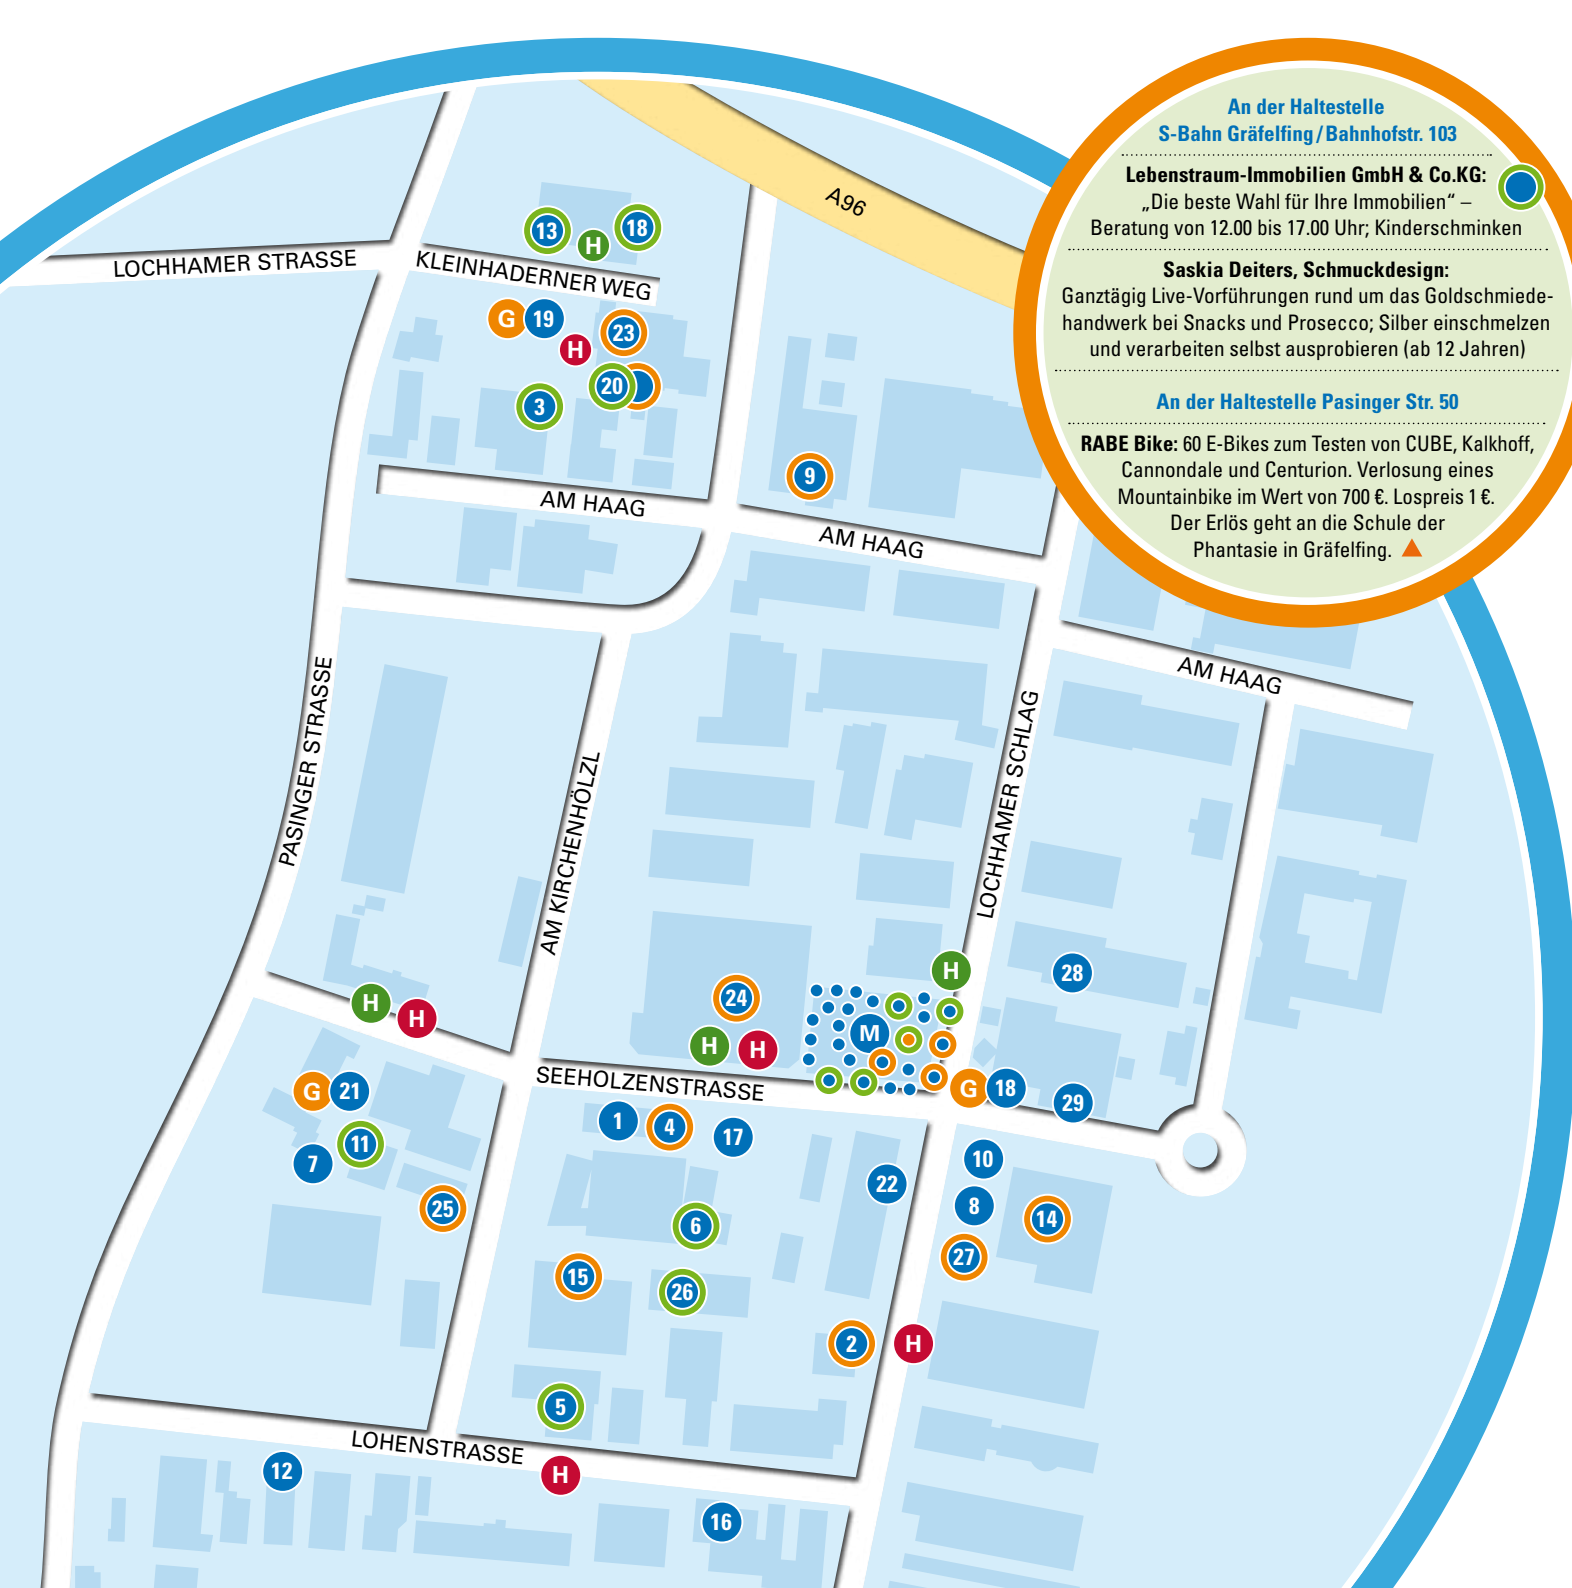 An der Haltestelle
S-Bahn Gräfelfing / Bahnhofstr. 103
Lebenstraum-Immobilien GmbH & Co.KG:
„Die beste Wahl für Ihre Immobilien“ –
Beratung von 12.00 bis 17.00 Uhr; Kinderschminken
Saskia Deiters, Schmuckdesign:
Ganztägig Live-Vorführungen rund um das Goldschmiede-
handwerk bei Snacks und Prosecco; Silber einschmelzen
und verarbeiten selbst ausprobieren (ab 12 Jahren)
An der Haltestelle Pasinger Str. 50
RABE Bike: 60 E-Bikes zum Testen von CUBE, Kalkhoff,
Cannondale und Centurion. Verlosung eines
Mountainbike im Wert von 700 €. Lospreis 1 €.
Der Erlös geht an die Schule der
Phantasie in Gräfelfing.
A96
13
H
18
LOCHHAMER STRASSE
KLEINHADERNER WEG
G
19
23
H
20
3
9
AM HAAG
AM HAAG
AM HAAG
PASINGER STRASSE
AM KIRCHENHÖLZL
LOCHHAMER SCHLAG
H
28
24
H
H
M
H
H
SEEHOLZENSTRASSE
G
21
G
18
29
1
4
17
11
7
10
22
8
25
6
14
27
15
26
2
H
5
LOHENSTRASSE
12
H
16